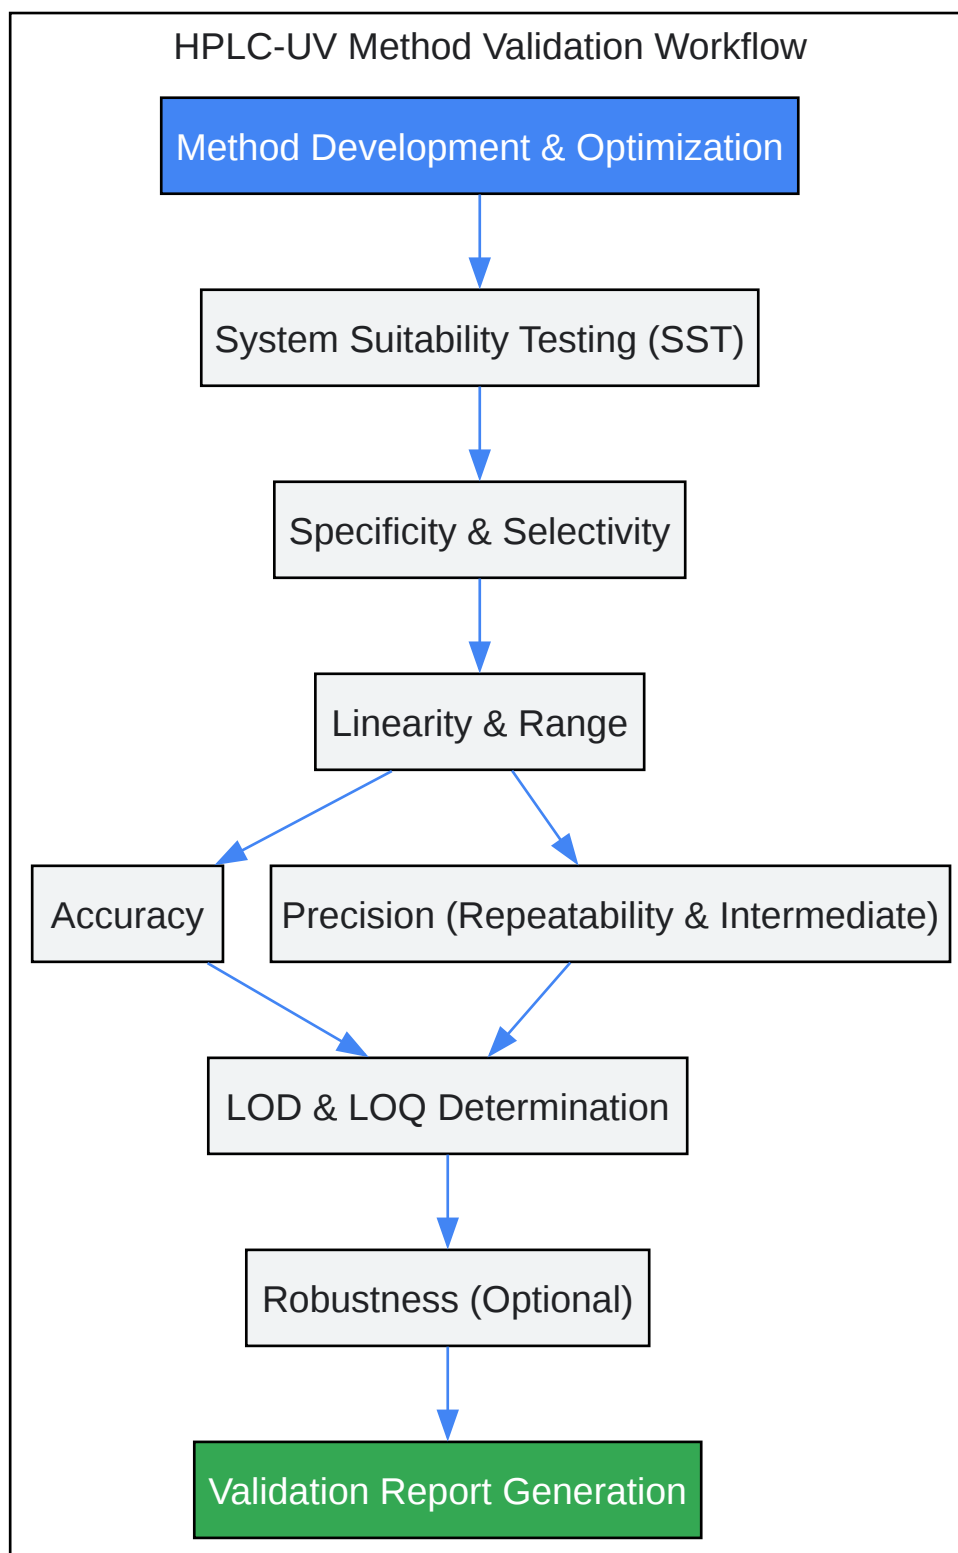 HPLC-UV Method Validation Workflow
Method Development & Optimization
System Suitability Testing (SST)
Specificity & Selectivity
Linearity & Range
Accuracy
Precision (Repeatability & Intermediate)
LOD & LOQ Determination
Robustness (Optional)
Validation Report Generation